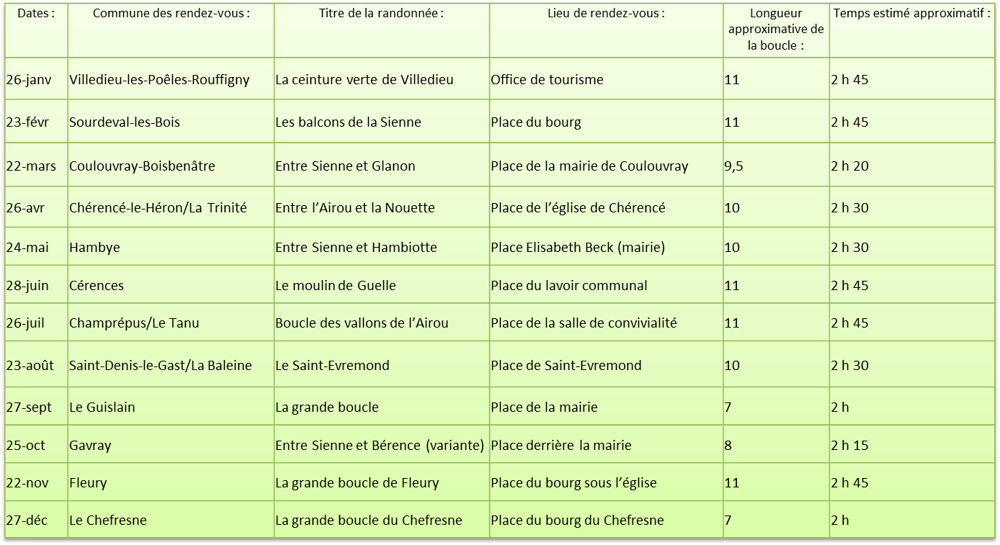 Dates : Commune des rendez-vous : Titre de la randonnée : Lieu de rendez-vous : Longueur approximative de la boucle : Temps estimé approximatif :
26-janv Villedieu-les-Poêles-Rouffigny La ceinture verte de Villedieu Office de tourisme 11 2 h 45
23-févr Sourdeval-les-Bois Les balcons de la Sienne Place du bourg 11 2 h 45
22-mars Coulouvray-Boisbenâtre Entre Sienne et Glanon Place de la mairie de Coulouvray 9,5 2 h 20
26-avr Chérencé-le-Héron/La Trinité Entre l’Airou et la Nouette Place de l’église de Chérencé 10 2 h 30
24-mai Hambye Entre Sienne et Hambiotte Place Elisabeth Beck (mairie) 10 2 h 30
28-juin Cérences Le moulin de Guelle Place du lavoir communal 11 2 h 45
26-juil Champrépus/Le Tanu Boucle des vallons de l’Airou Place de la salle de convivialité 11 2 h 45
23-août Saint-Denis-le-Gast/La Baleine Le Saint-Evremond Place de Saint-Evremond 10 2 h 30
27-sept Le Guislain La grande boucle Place de la mairie 7 2 h
25-oct Gavray Entre Sienne et Bérence (variante) Place derrière la mairie 8 2 h 15
22-nov Fleury La grande boucle de Fleury Place du bourg sous l’église 11 2 h 45
27-déc Le Chefresne La grande boucle du Chefresne Place du bourg du Chefresne 7 2 h